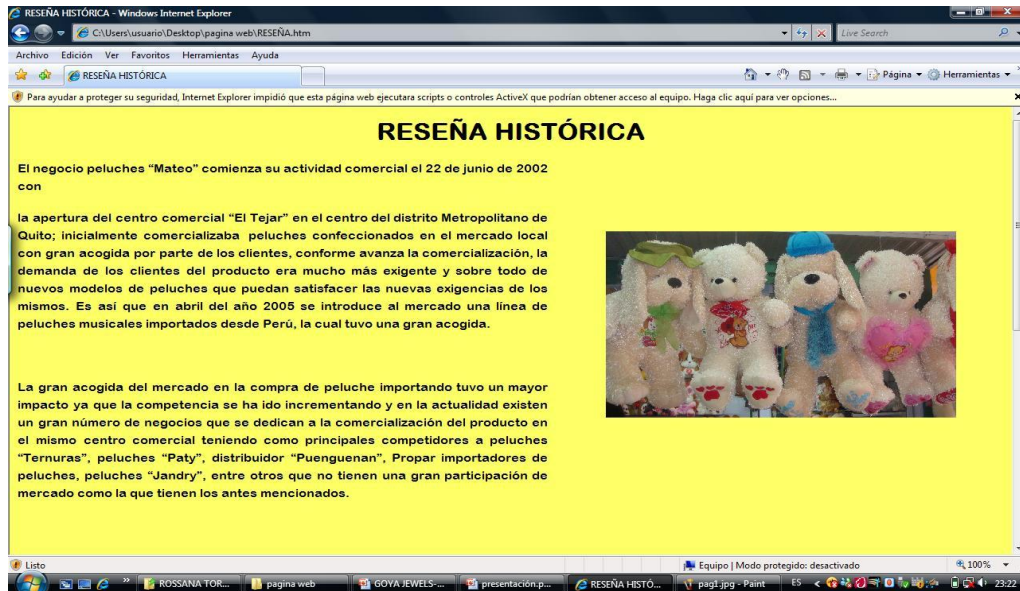 RESEÑA HISTÓRICA - Windows Internet Explorer
C:\Users\usuario\Desktop\pagina web\RESEÑA.htm
Live Search
Archivo Edición Ver Favoritos Herramientas Ayuda
RESEÑA HISTÓRICA
Página Herramientas
Para ayudar a proteger su seguridad, Internet Explorer impidió que esta página web ejecutara scripts o controles ActiveX que podrían obtener acceso al equipo. Haga clic aquí para ver opciones...
RESEÑA HISTÓRICA
El negocio peluches “Mateo” comienza su actividad comercial el 22 de junio de 2002
con
la apertura del centro comercial “El Tejar” en el centro del distrito Metropolitano de
Quito; inicialmente comercializaba peluches confeccionados en el mercado local
con gran acogida por parte de los clientes, conforme avanza la comercialización, la
demanda de los clientes del producto era mucho más exigente y sobre todo de
nuevos modelos de peluches que puedan satisfacer las nuevas exigencias de los
mismos. Es así que en abril del año 2005 se introduce al mercado una línea de
peluches musicales importados desde Perú, la cual tuvo una gran acogida.
La gran acogida del mercado en la compra de peluche importando tuvo un mayor
impacto ya que la competencia se ha ido incrementando y en la actualidad existen
un gran número de negocios que se dedican a la comercialización del producto en
el mismo centro comercial teniendo como principales competidores a peluches
“Ternuras”, peluches “Paty”, distribuidor “Puenguenan”, Propar importadores de
peluches, peluches “Jandry”, entre otros que no tienen una gran participación de
mercado como la que tienen los antes mencionados.
Listo
Equipo | Modo protegido: desactivado
100%
ROSSANA TOR...
pagina web
GOYA JEWELS-...
presentación.p...
RESEÑA HISTÓ...
pag1.jpg - Paint
ES
23:22